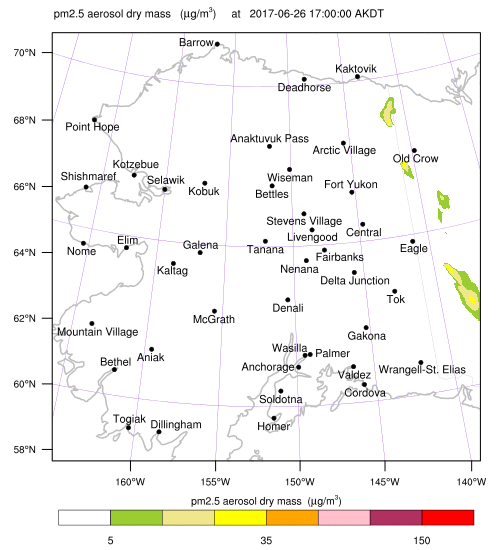 pm2.5 aerosol dry mass (μg/m³) at 2017-06-26 17:00:00 AKDT
70°N
68°N
66°N
64°N
62°N
60°N
58°N
Barrow
Kaktovik
Deadhorse
Point Hope
Anaktuvuk Pass
Arctic Village
Old Crow
Kotzebue
Shishmaref
Selawik
Kobuk
Wiseman
Bettles
Fort Yukon
Stevens Village
Livengood
Central
Nome
Elim
Galena
Tanana
Fairbanks
Eagle
Kaltag
Nenana
Delta Junction
Tok
Denali
McGrath
Mountain Village
Gakona
Wasilla
Palmer
Bethel
Aniak
Anchorage
Valdez
Wrangell-St. Elias
Soldotna
Cordova
Togiak
Dillingham
Homer
160°W
155°W
150°W
145°W
140°W
pm2.5 aerosol dry mass (μg/m³)
5
35
150